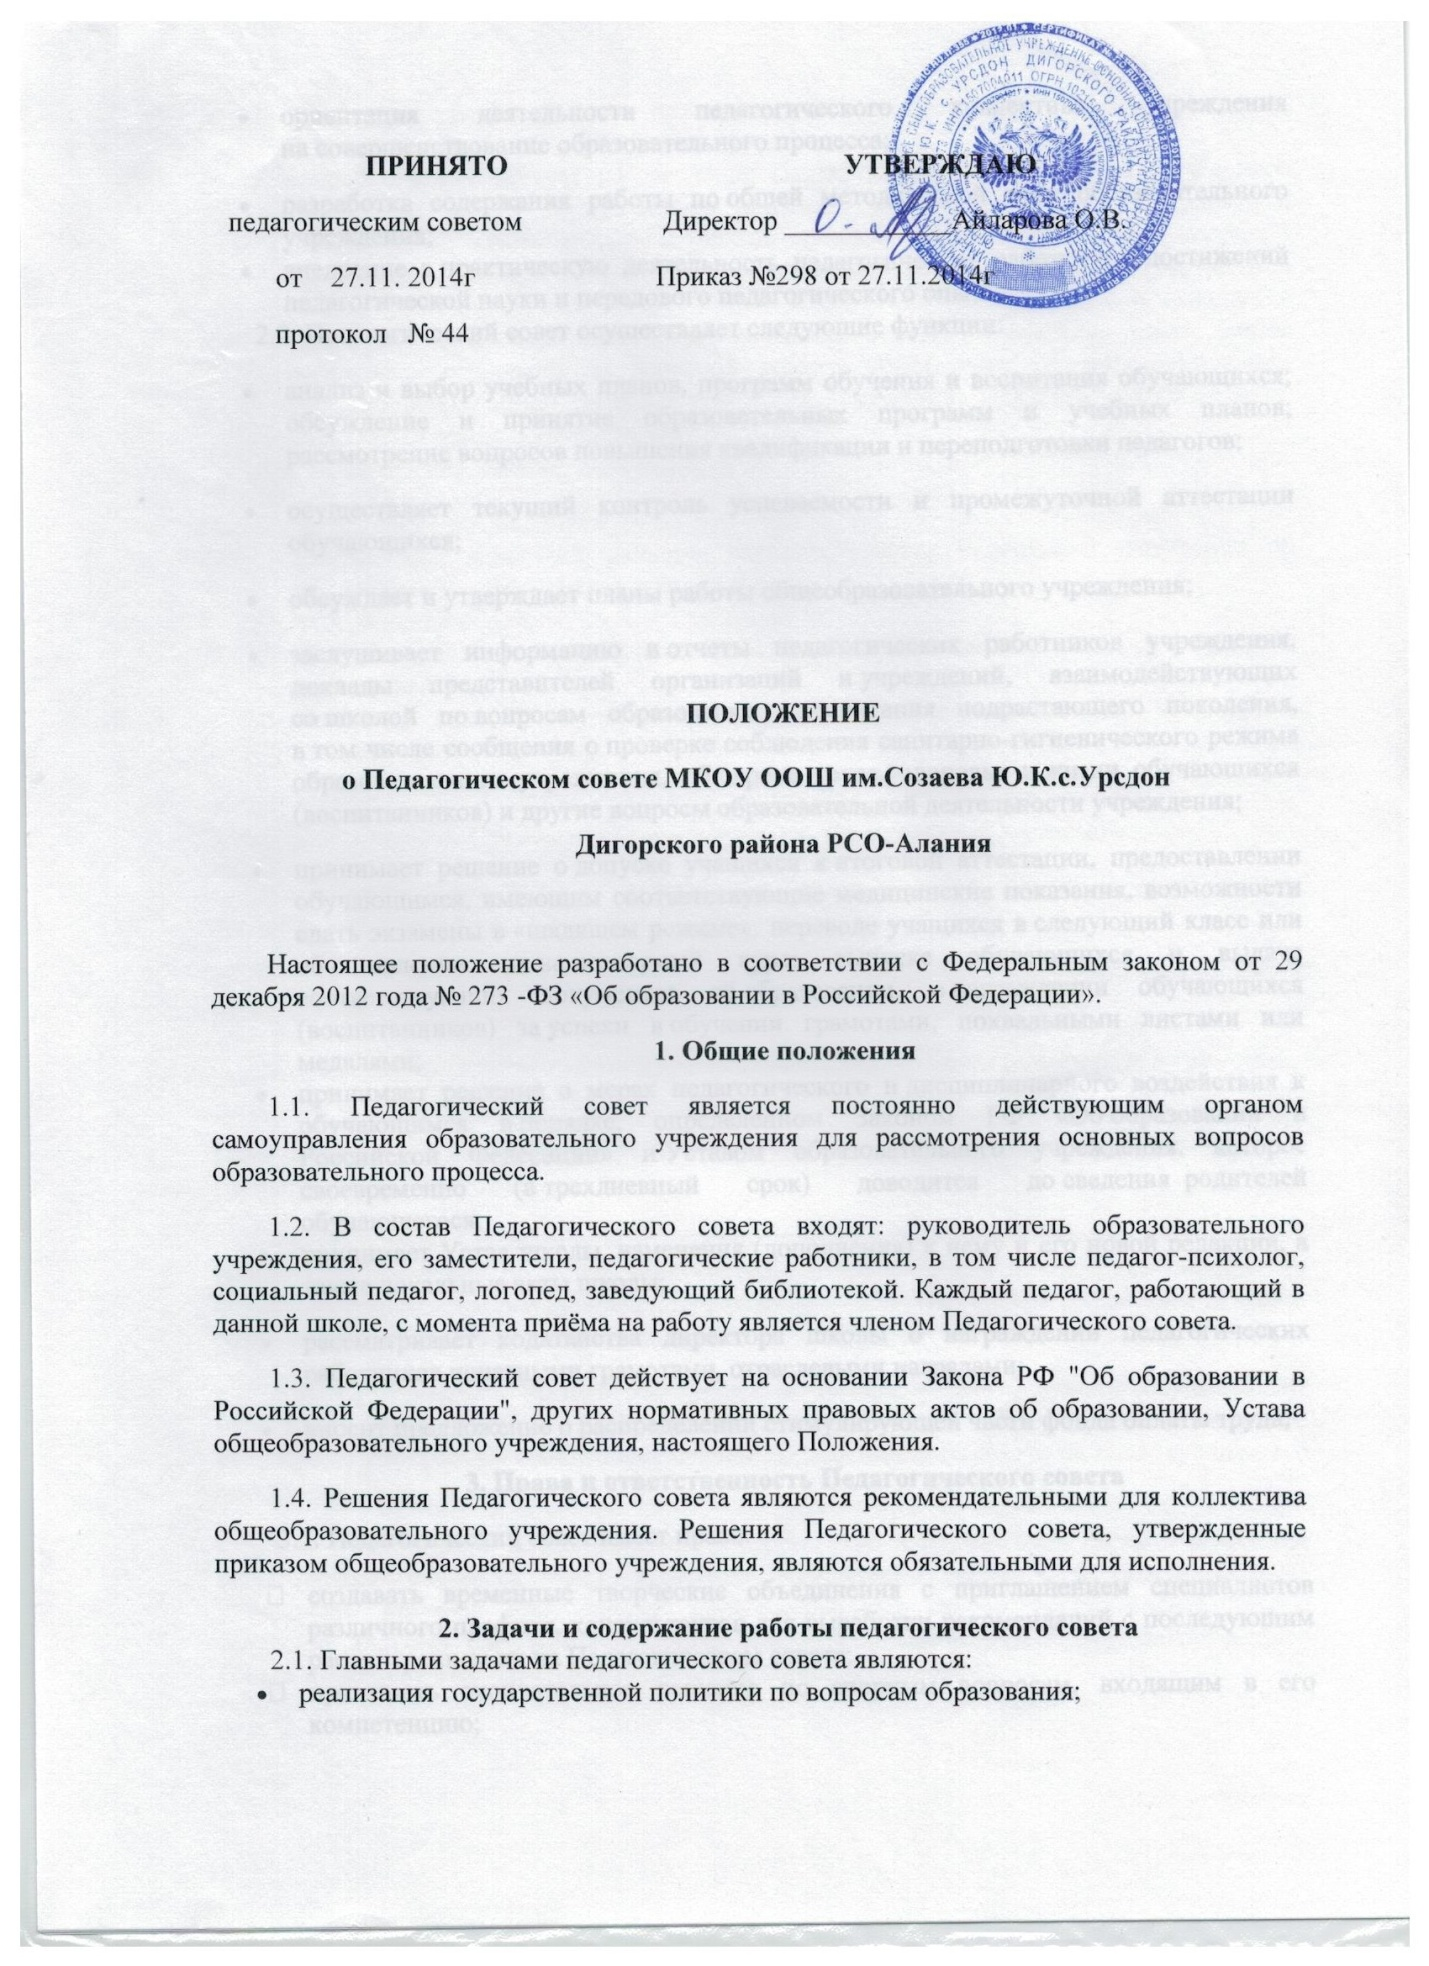 ПРИНЯТО УТВЕРЖДАЮ
педагогическим советом Директор ____________Айларова О.В.
от 27.11. 2014г Приказ №298 от 27.11.2014г
протокол № 44
ПОЛОЖЕНИЕ
о Педагогическом совете МКОУ ООШ им.Созаева Ю.К.с.Урсдон
Дигорского района РСО-Алания
Настоящее положение разработано в соответствии с Федеральным законом от 29
декабря 2012 года № 273 -ФЗ «Об образовании в Российской Федерации».
1. Общие положения
1.1. Педагогический совет является постоянно действующим органом
самоуправления образовательного учреждения для рассмотрения основных вопросов
образовательного процесса.
1.2. В состав Педагогического совета входят: руководитель образовательного
учреждения, его заместители, педагогические работники, в том числе педагог-психолог,
социальный педагог, логопед, заведующий библиотекой. Каждый педагог, работающий в
данной школе, с момента приёма на работу является членом Педагогического совета.
1.3. Педагогический совет действует на основании Закона РФ "Об образовании в
Российской Федерации", других нормативных правовых актов об образовании, Устава
общеобразовательного учреждения, настоящего Положения.
1.4. Решения Педагогического совета являются рекомендательными для коллектива
общеобразовательного учреждения. Решения Педагогического совета, утвержденные
приказом общеобразовательного учреждения, являются обязательными для исполнения.
2. Задачи и содержание работы педагогического совета
2.1. Главными задачами педагогического совета являются:
• реализация государственной политики по вопросам образования;